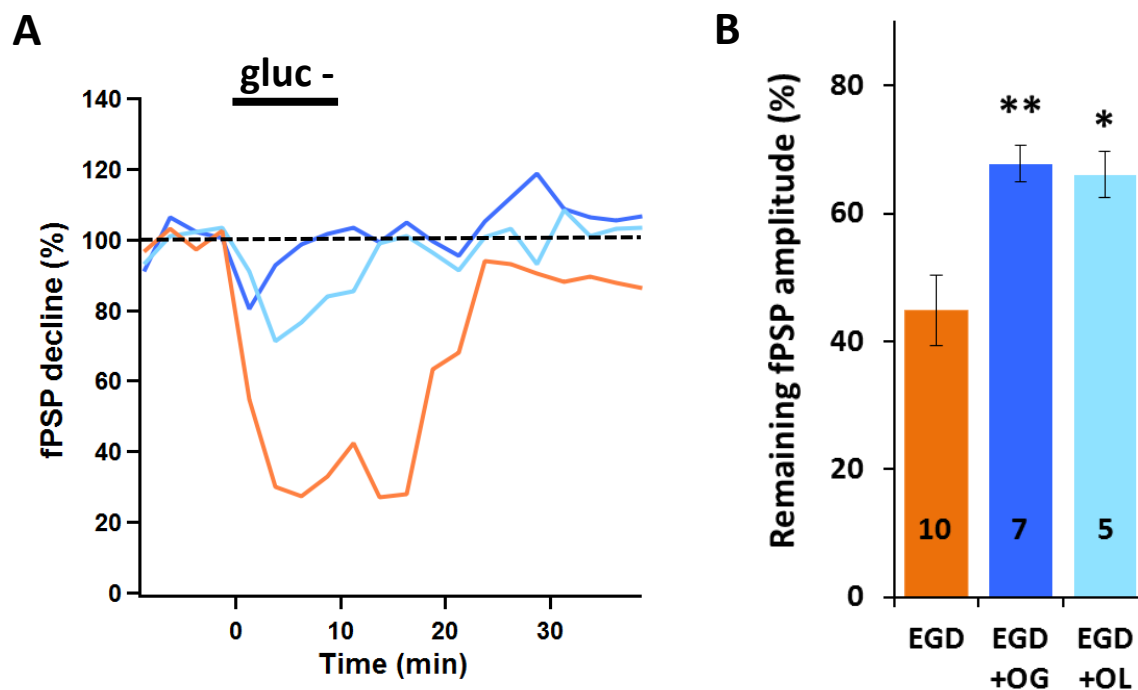 A
gluc -
fPSP decline (%)
140
120
100
80
60
40
20
0
0
10
20
30
Time (min)
B
Remaining fPSP amplitude (%)
80
60
40
20
0
**
*
10
7
5
EGD
EGD
+OG
EGD
+OL